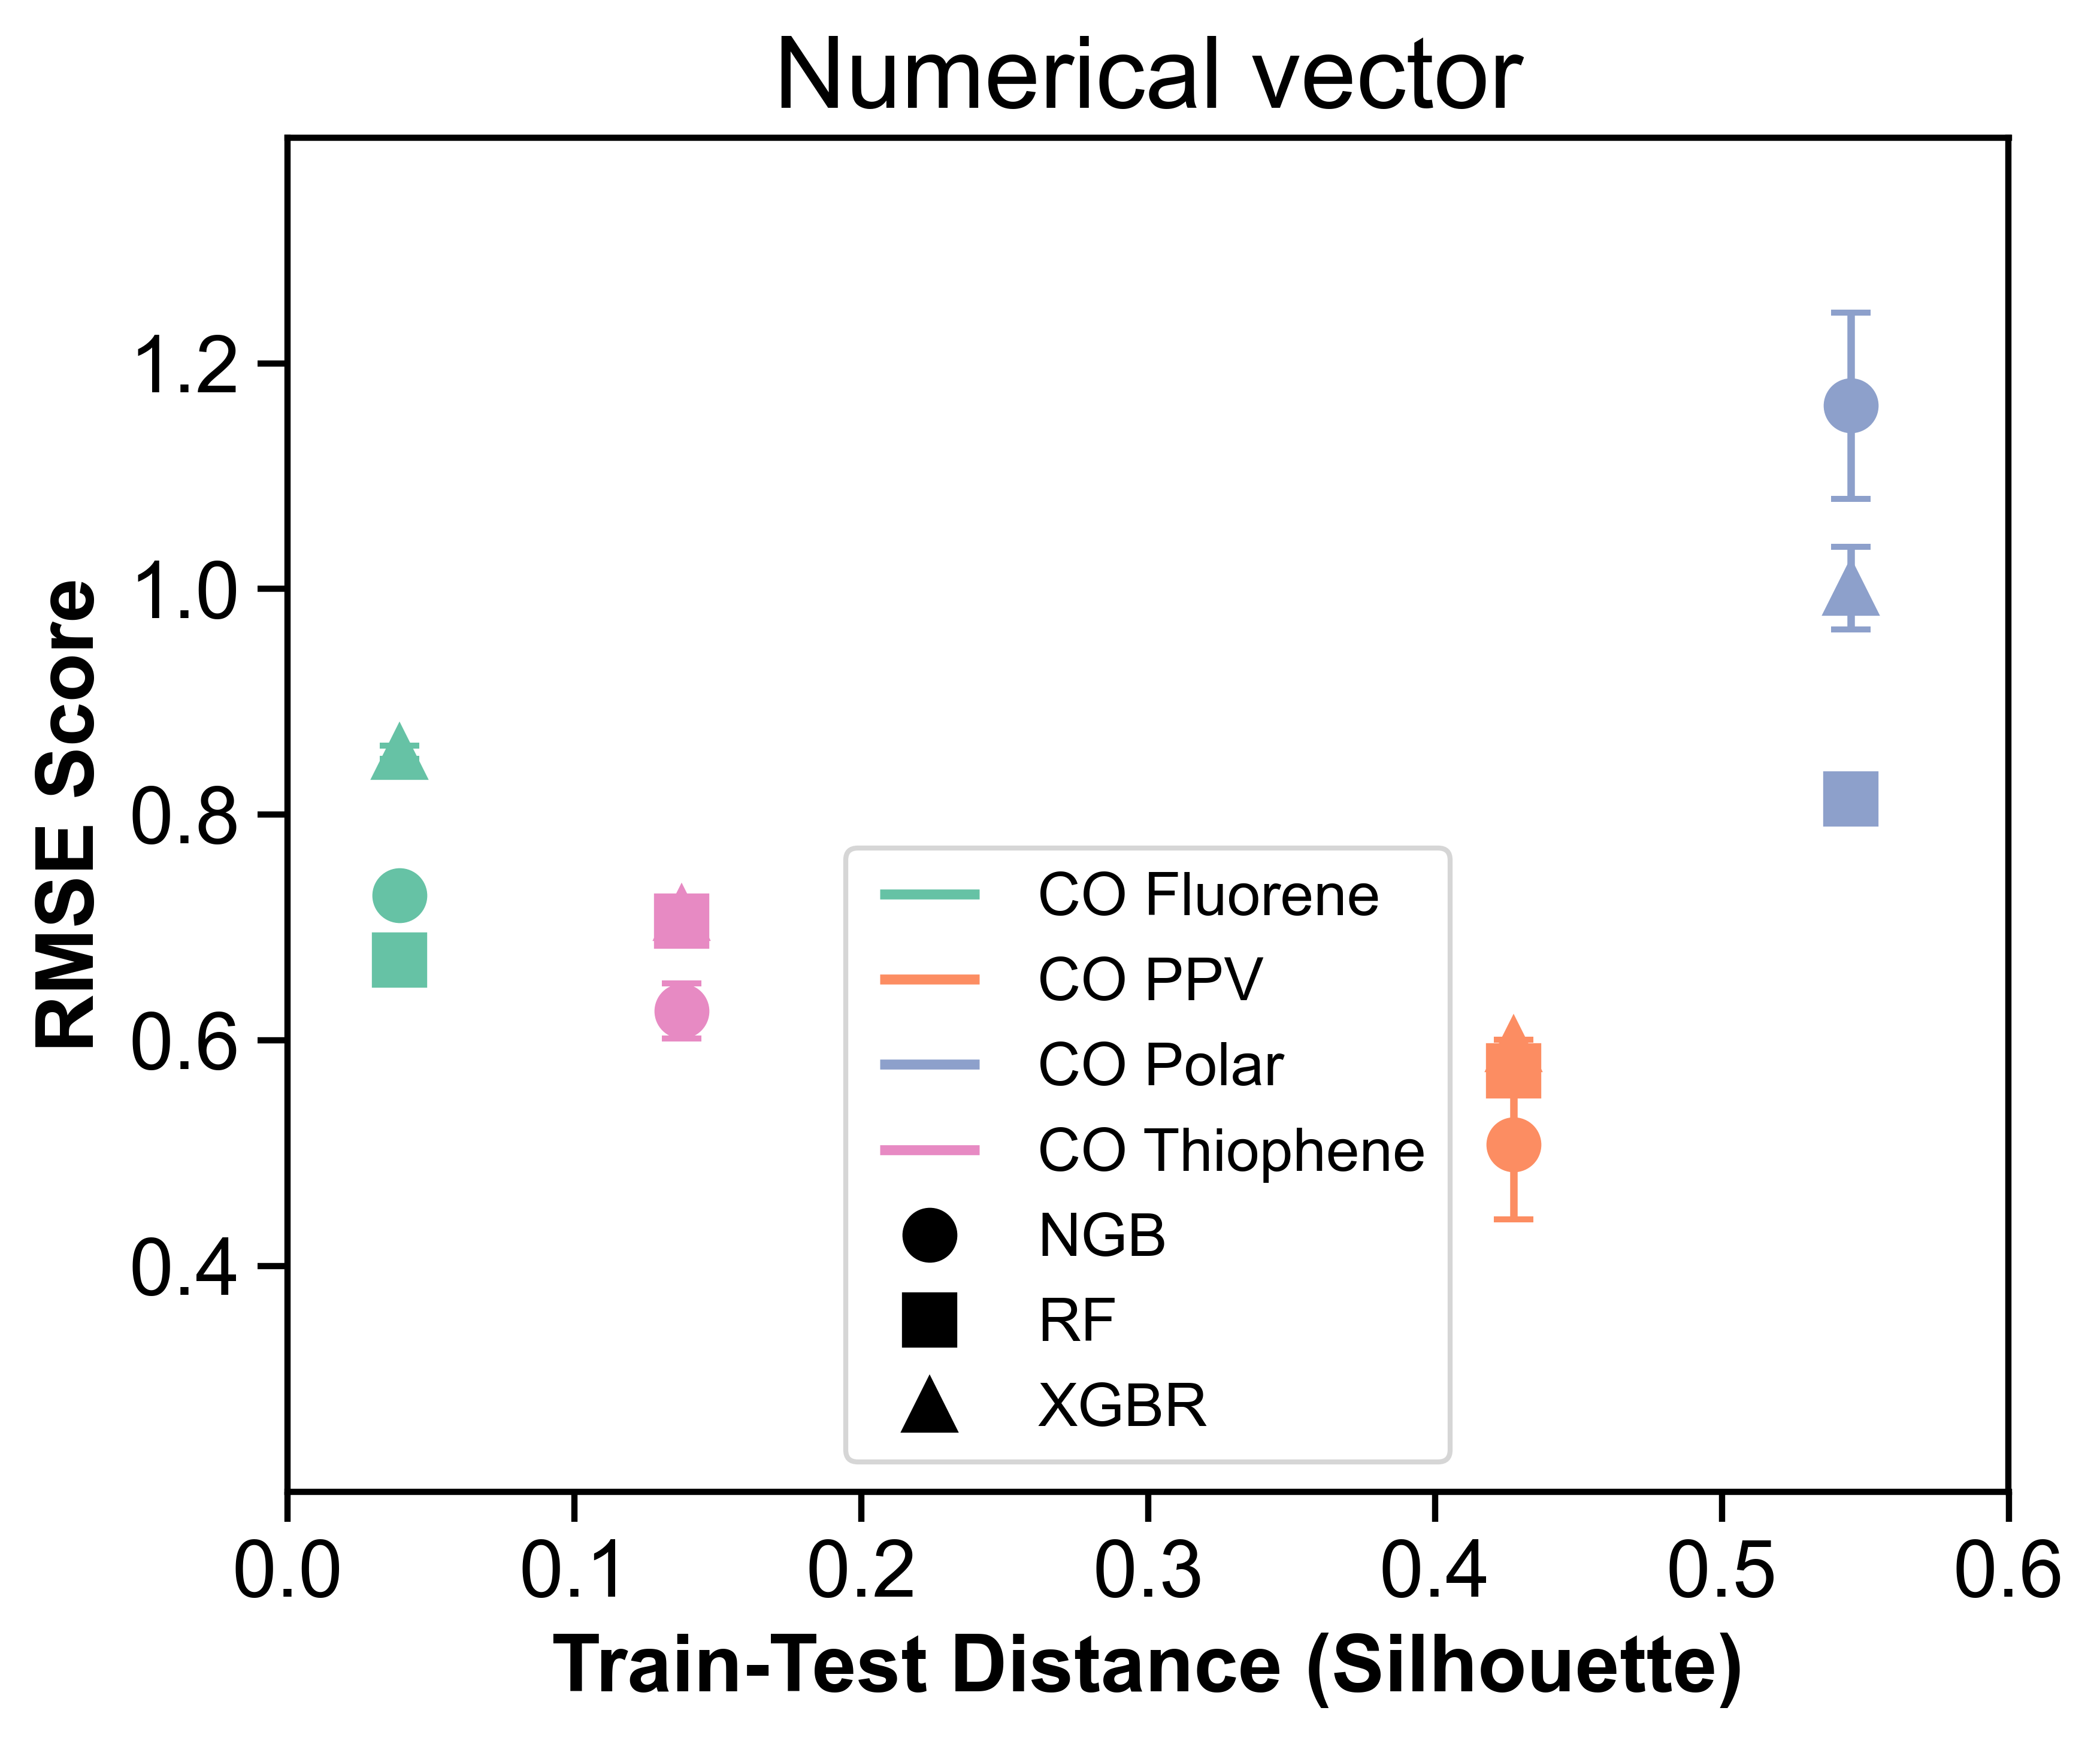 Numerical vector
RMSE Score
1.2
1.0
0.8
0.6
0.4
CO Fluorene
CO PPV
CO Polar
CO Thiophene
NGB
RF
XGBR
0.0 0.1 0.2 0.3 0.4 0.5 0.6
Train-Test Distance (Silhouette)